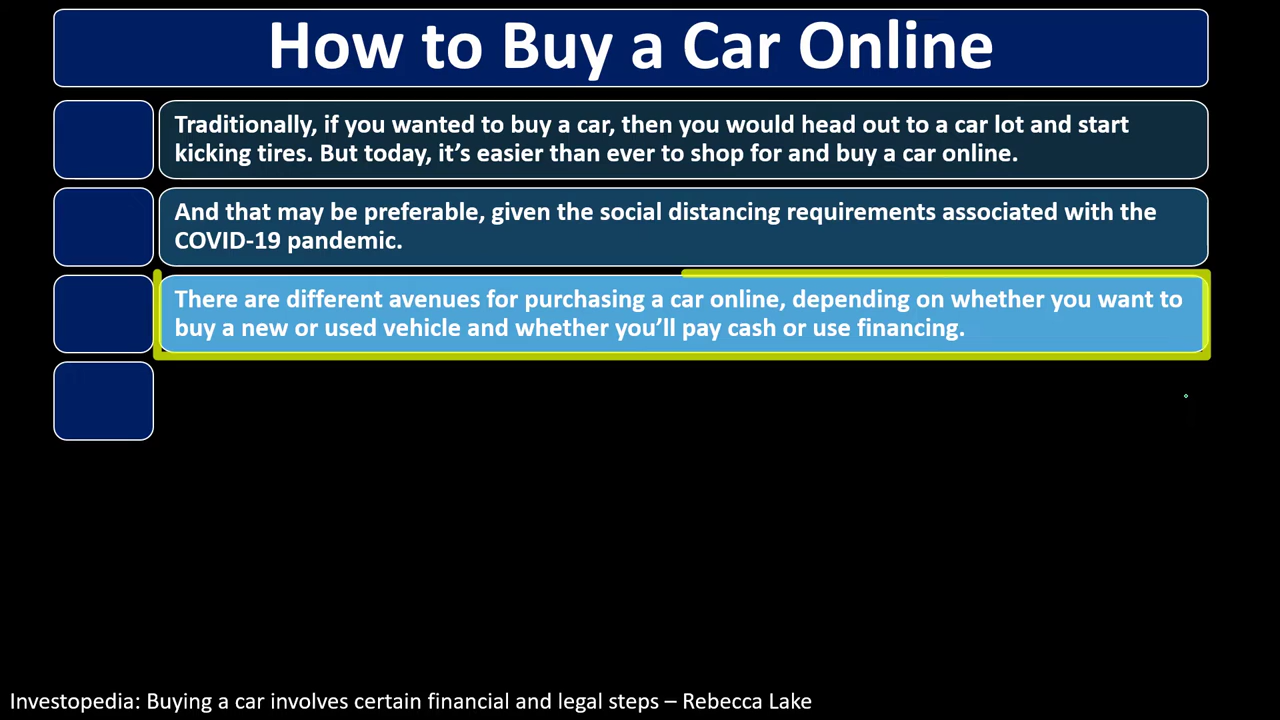 How to Buy a Car Online
Traditionally, if you wanted to buy a car, then you would head out to a car lot and start
kicking tires. But today, it’s easier than ever to shop for and buy a car online.
And that may be preferable, given the social distancing requirements associated with the
COVID-19 pandemic.
There are different avenues for purchasing a car online, depending on whether you want to
buy a new or used vehicle and whether you’ll pay cash or use financing.
Investopedia: Buying a car involves certain financial and legal steps – Rebecca Lake